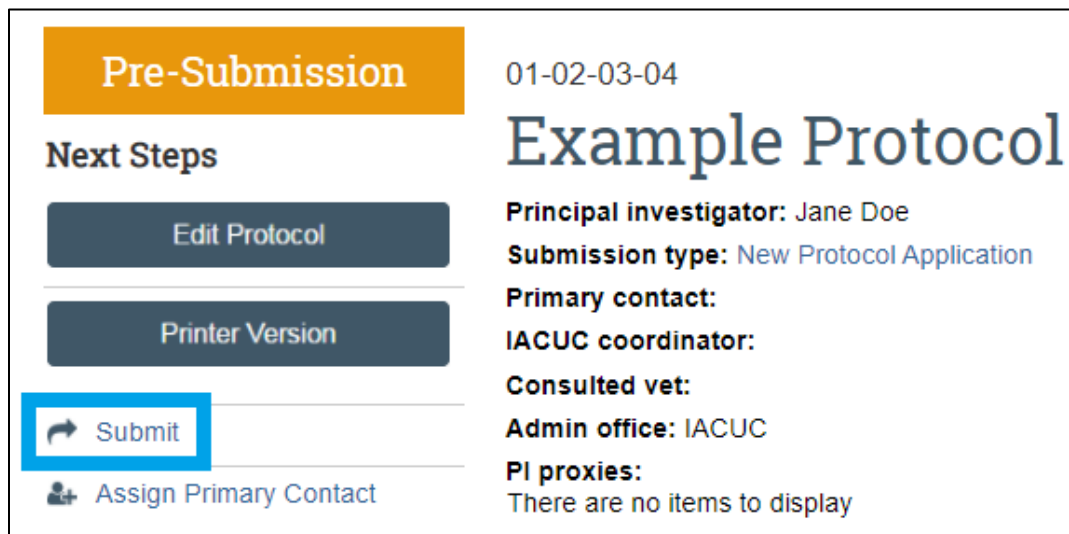 Pre-Submission
Next Steps
Edit Protocol
Printer Version
Submit
Assign Primary Contact
01-02-03-04
Example Protocol
Principal investigator: Jane Doe
Submission type: New Protocol Application
Primary contact:
IACUC coordinator:
Consulted vet:
Admin office: IACUC
PI proxies:
There are no items to display